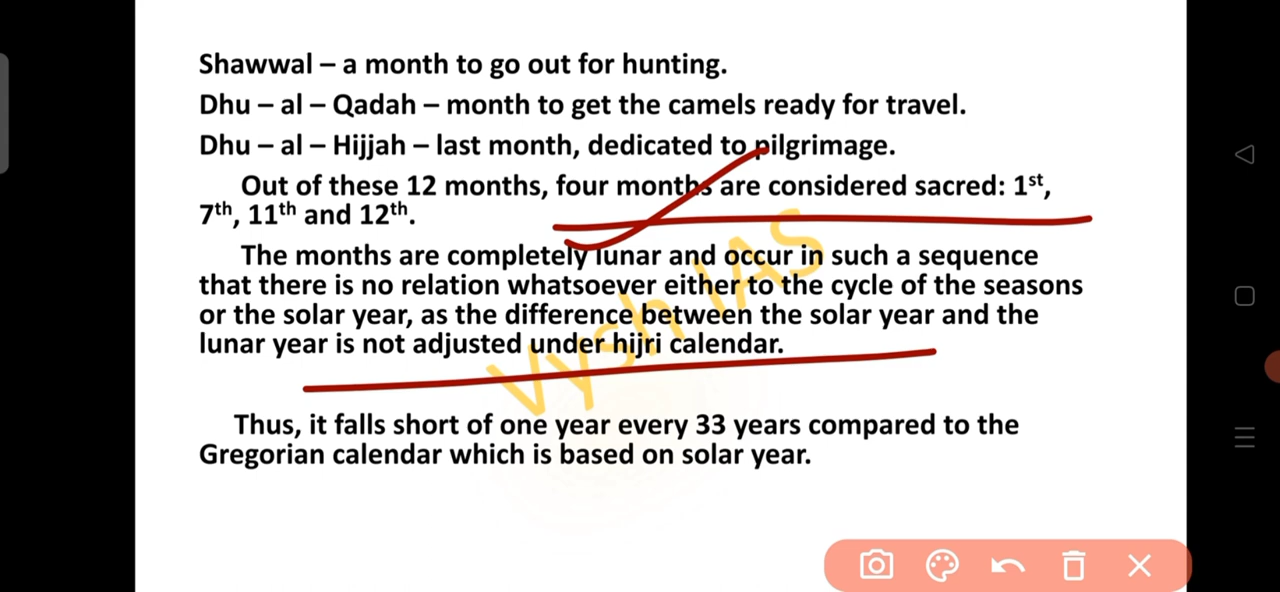 Shawwal – a month to go out for hunting.
Dhu – al – Qadah – month to get the camels ready for travel.
Dhu – al – Hijjah – last month, dedicated to pilgrimage.
Out of these 12 months, four months are considered sacred: 1st,
7th, 11th and 12th.
The months are completely lunar and occur in such a sequence
that there is no relation whatsoever either to the cycle of the seasons
or the solar year, as the difference between the solar year and the
lunar year is not adjusted under hijri calendar.
Vysh IAS
Thus, it falls short of one year every 33 years compared to the
Gregorian calendar which is based on solar year.